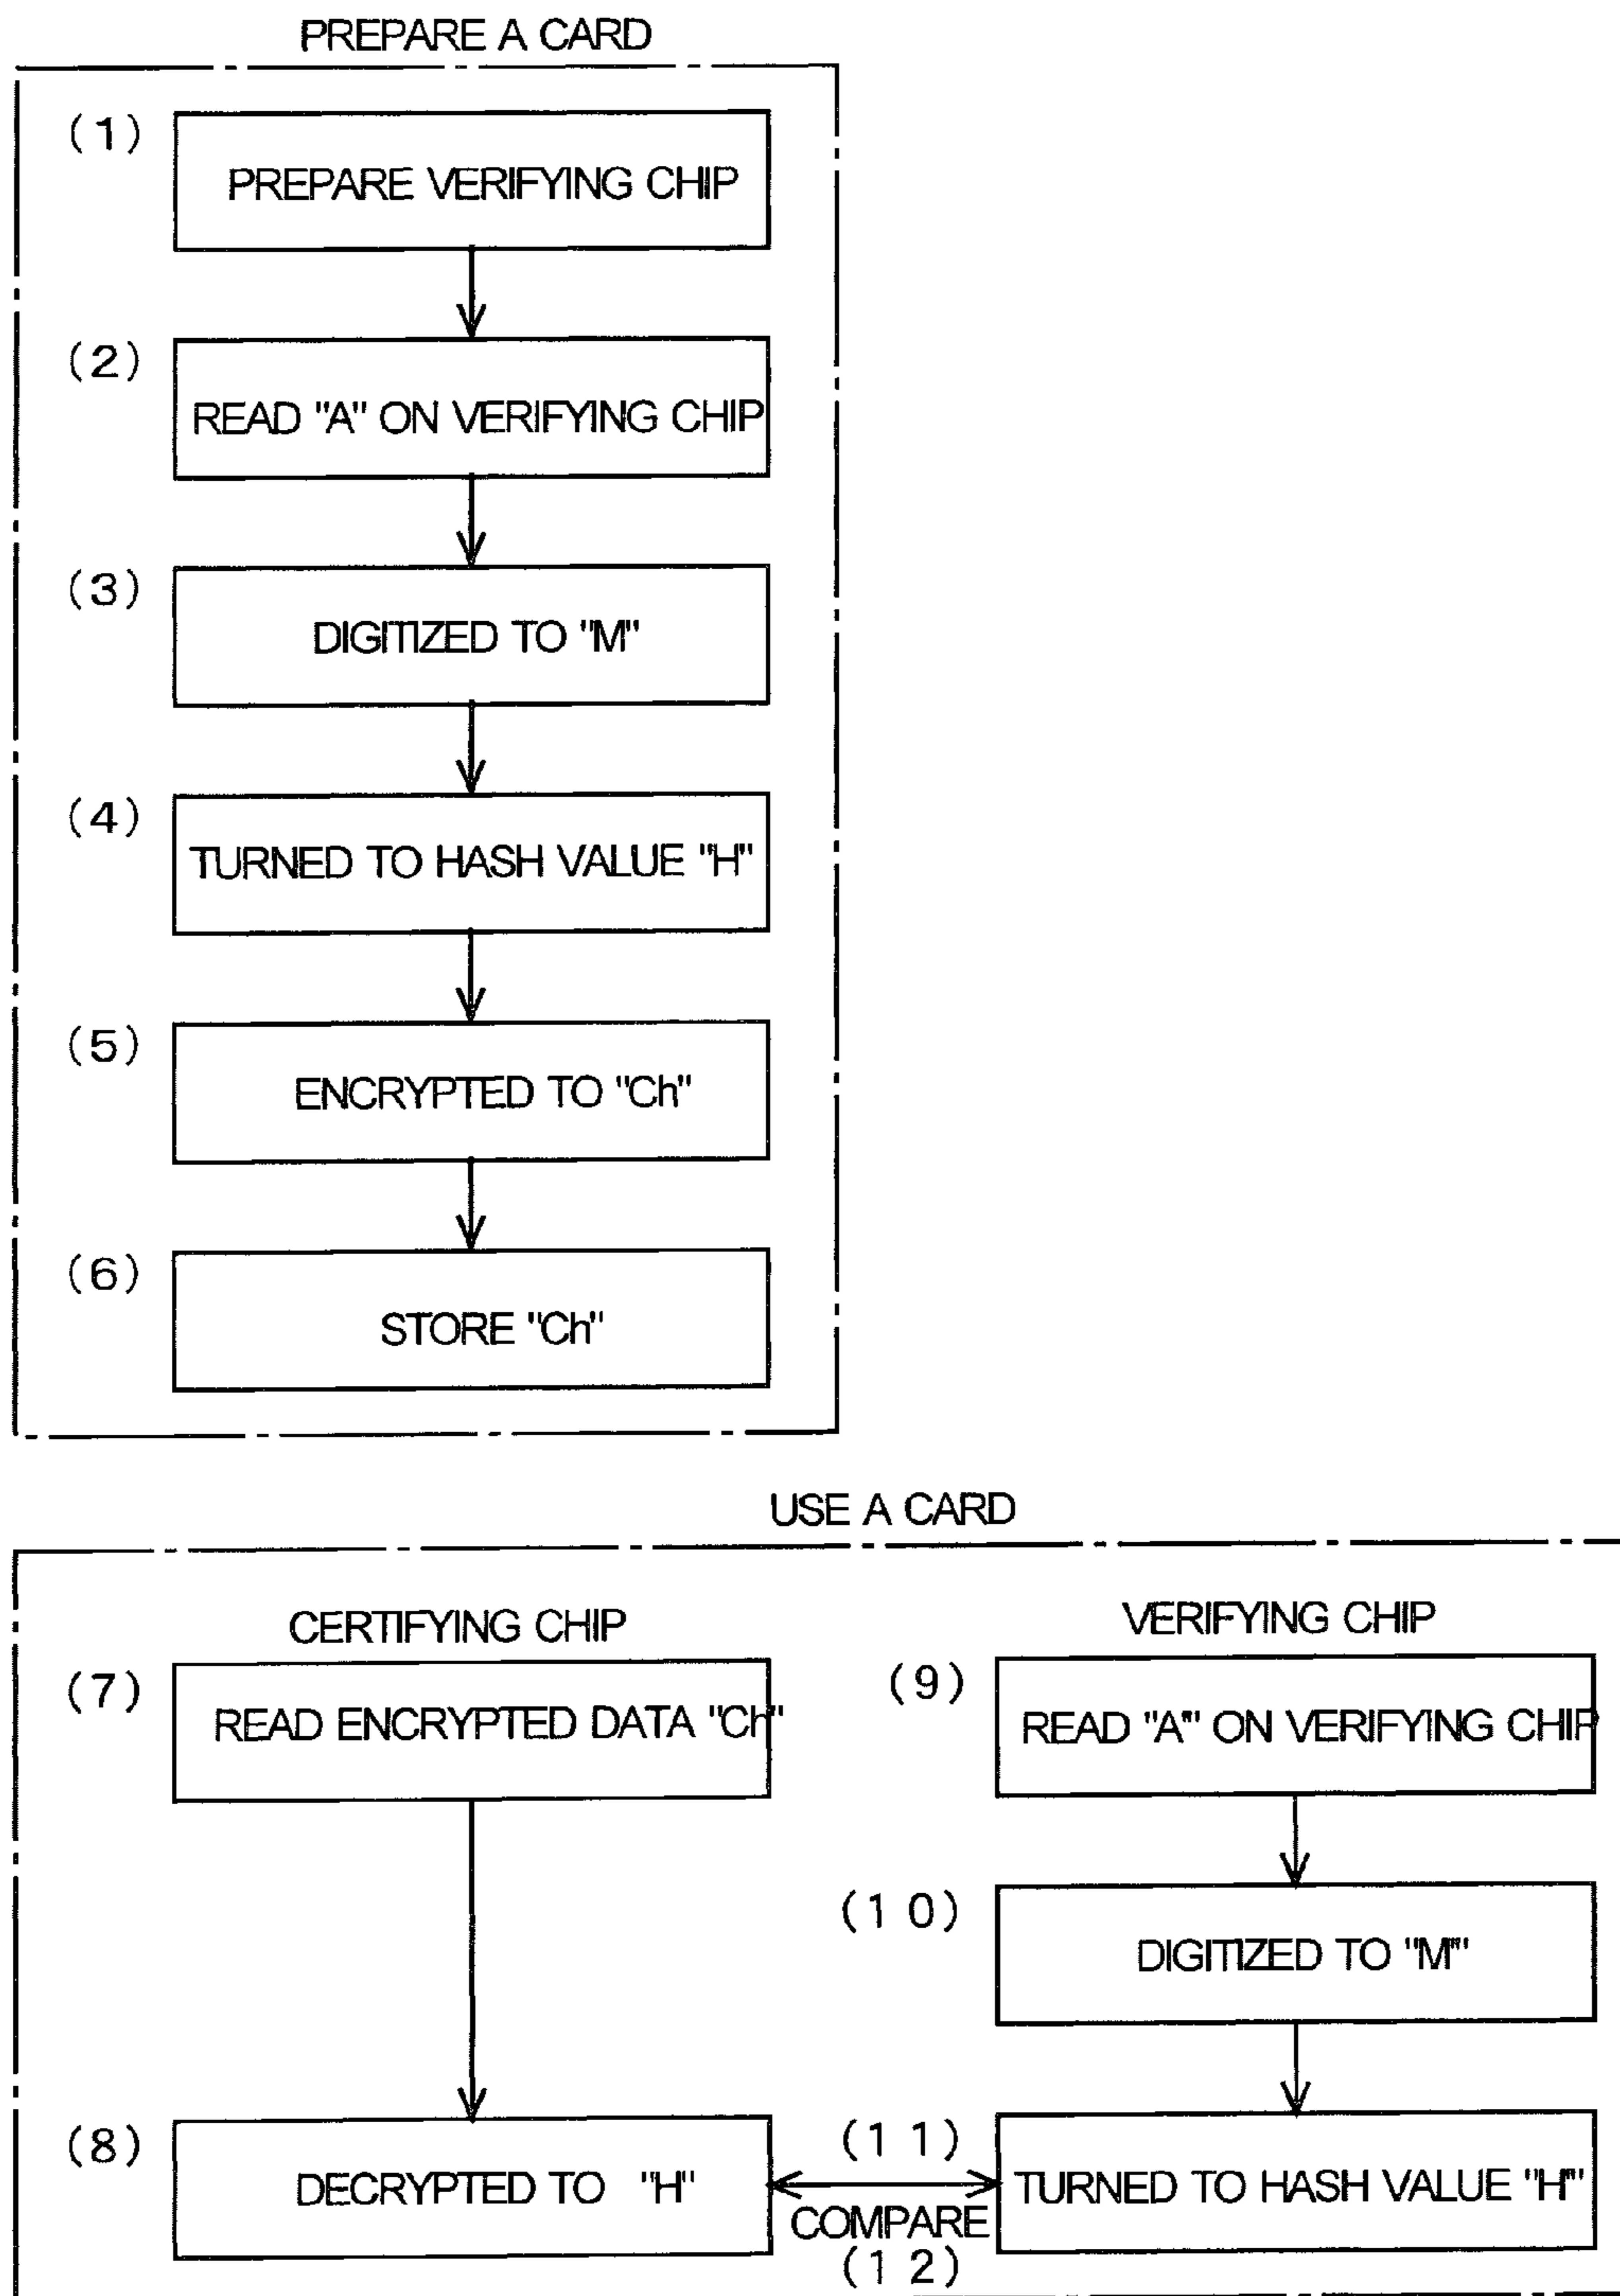 PREPARE A CARD
(1)
PREPARE VERIFYING CHIP
(2)
READ "A" ON VERIFYING CHIP
(3)
DIGITIZED TO "M"
(4)
TURNED TO HASH VALUE "H"
(5)
ENCRYPTED TO "Ch"
(6)
STORE "Ch"
USE A CARD
CERTIFYING CHIP
(7)
READ ENCRYPTED DATA "Ch"
(8)
DECRYPTED TO "H"
VERIFYING CHIP
(9)
READ "A'" ON VERIFYING CHIP
(10)
DIGITIZED TO "M'"
(11)
TURNED TO HASH VALUE "H'"
COMPARE
(12)